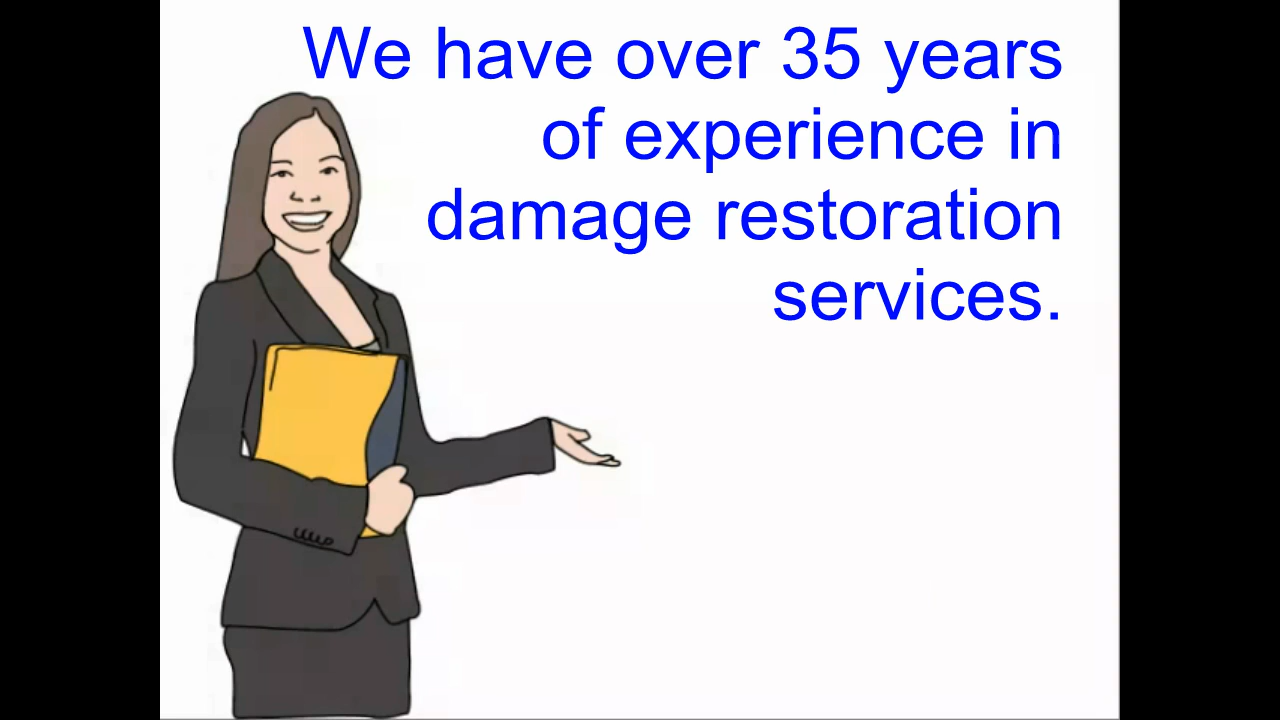 We have over 35 years
of experience in
damage restoration
services.